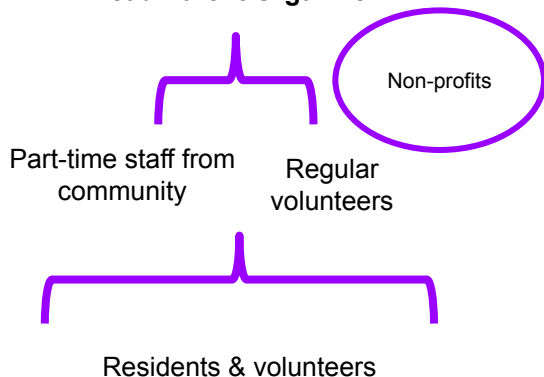 Non-profits
Part-time staff from
community
Regular
volunteers
Residents & volunteers